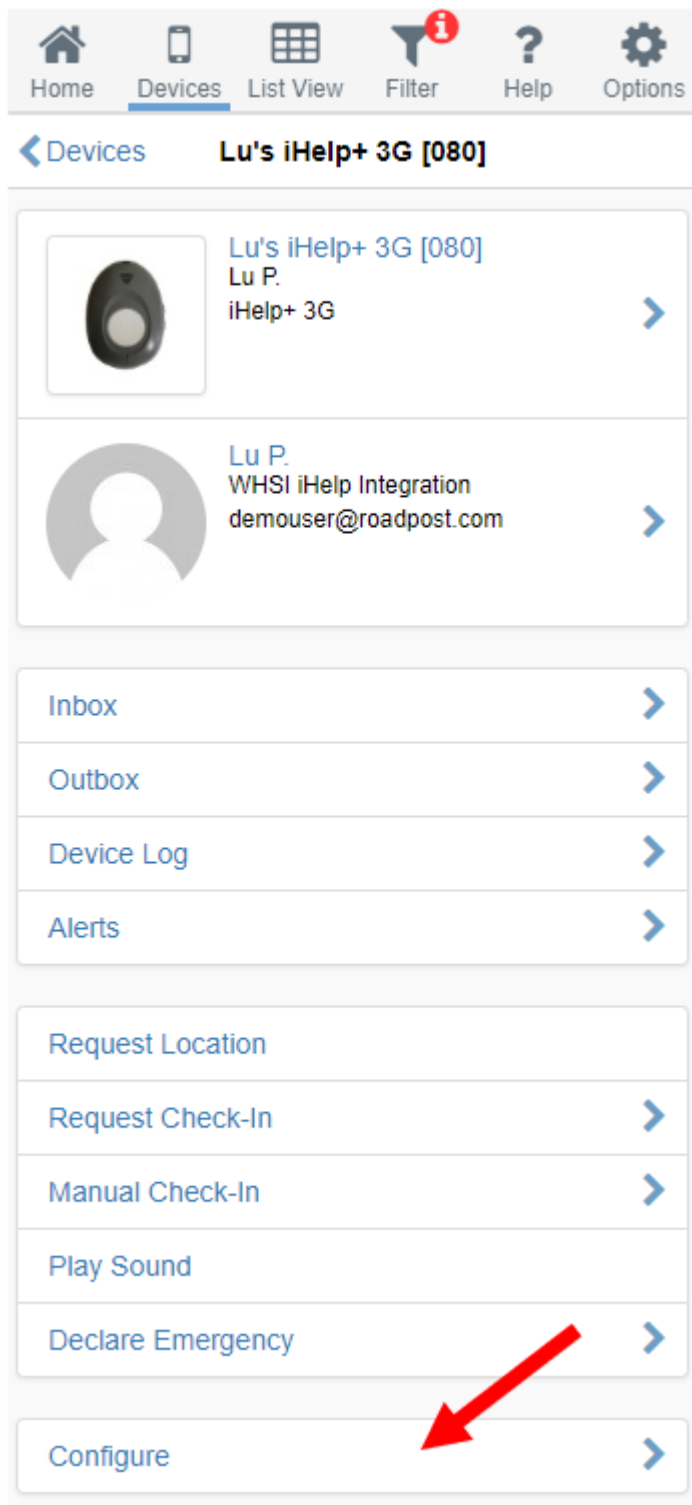 Home Devices List View Filter Help Options
Devices Lu's iHelp+ 3G [080]
Lu's iHelp+ 3G [080]
Lu P.
iHelp+ 3G
Lu P.
WHSI iHelp Integration
demouser@roadpost.com
Inbox
Outbox
Device Log
Alerts
Request Location
Request Check-In
Manual Check-In
Play Sound
Declare Emergency
Configure